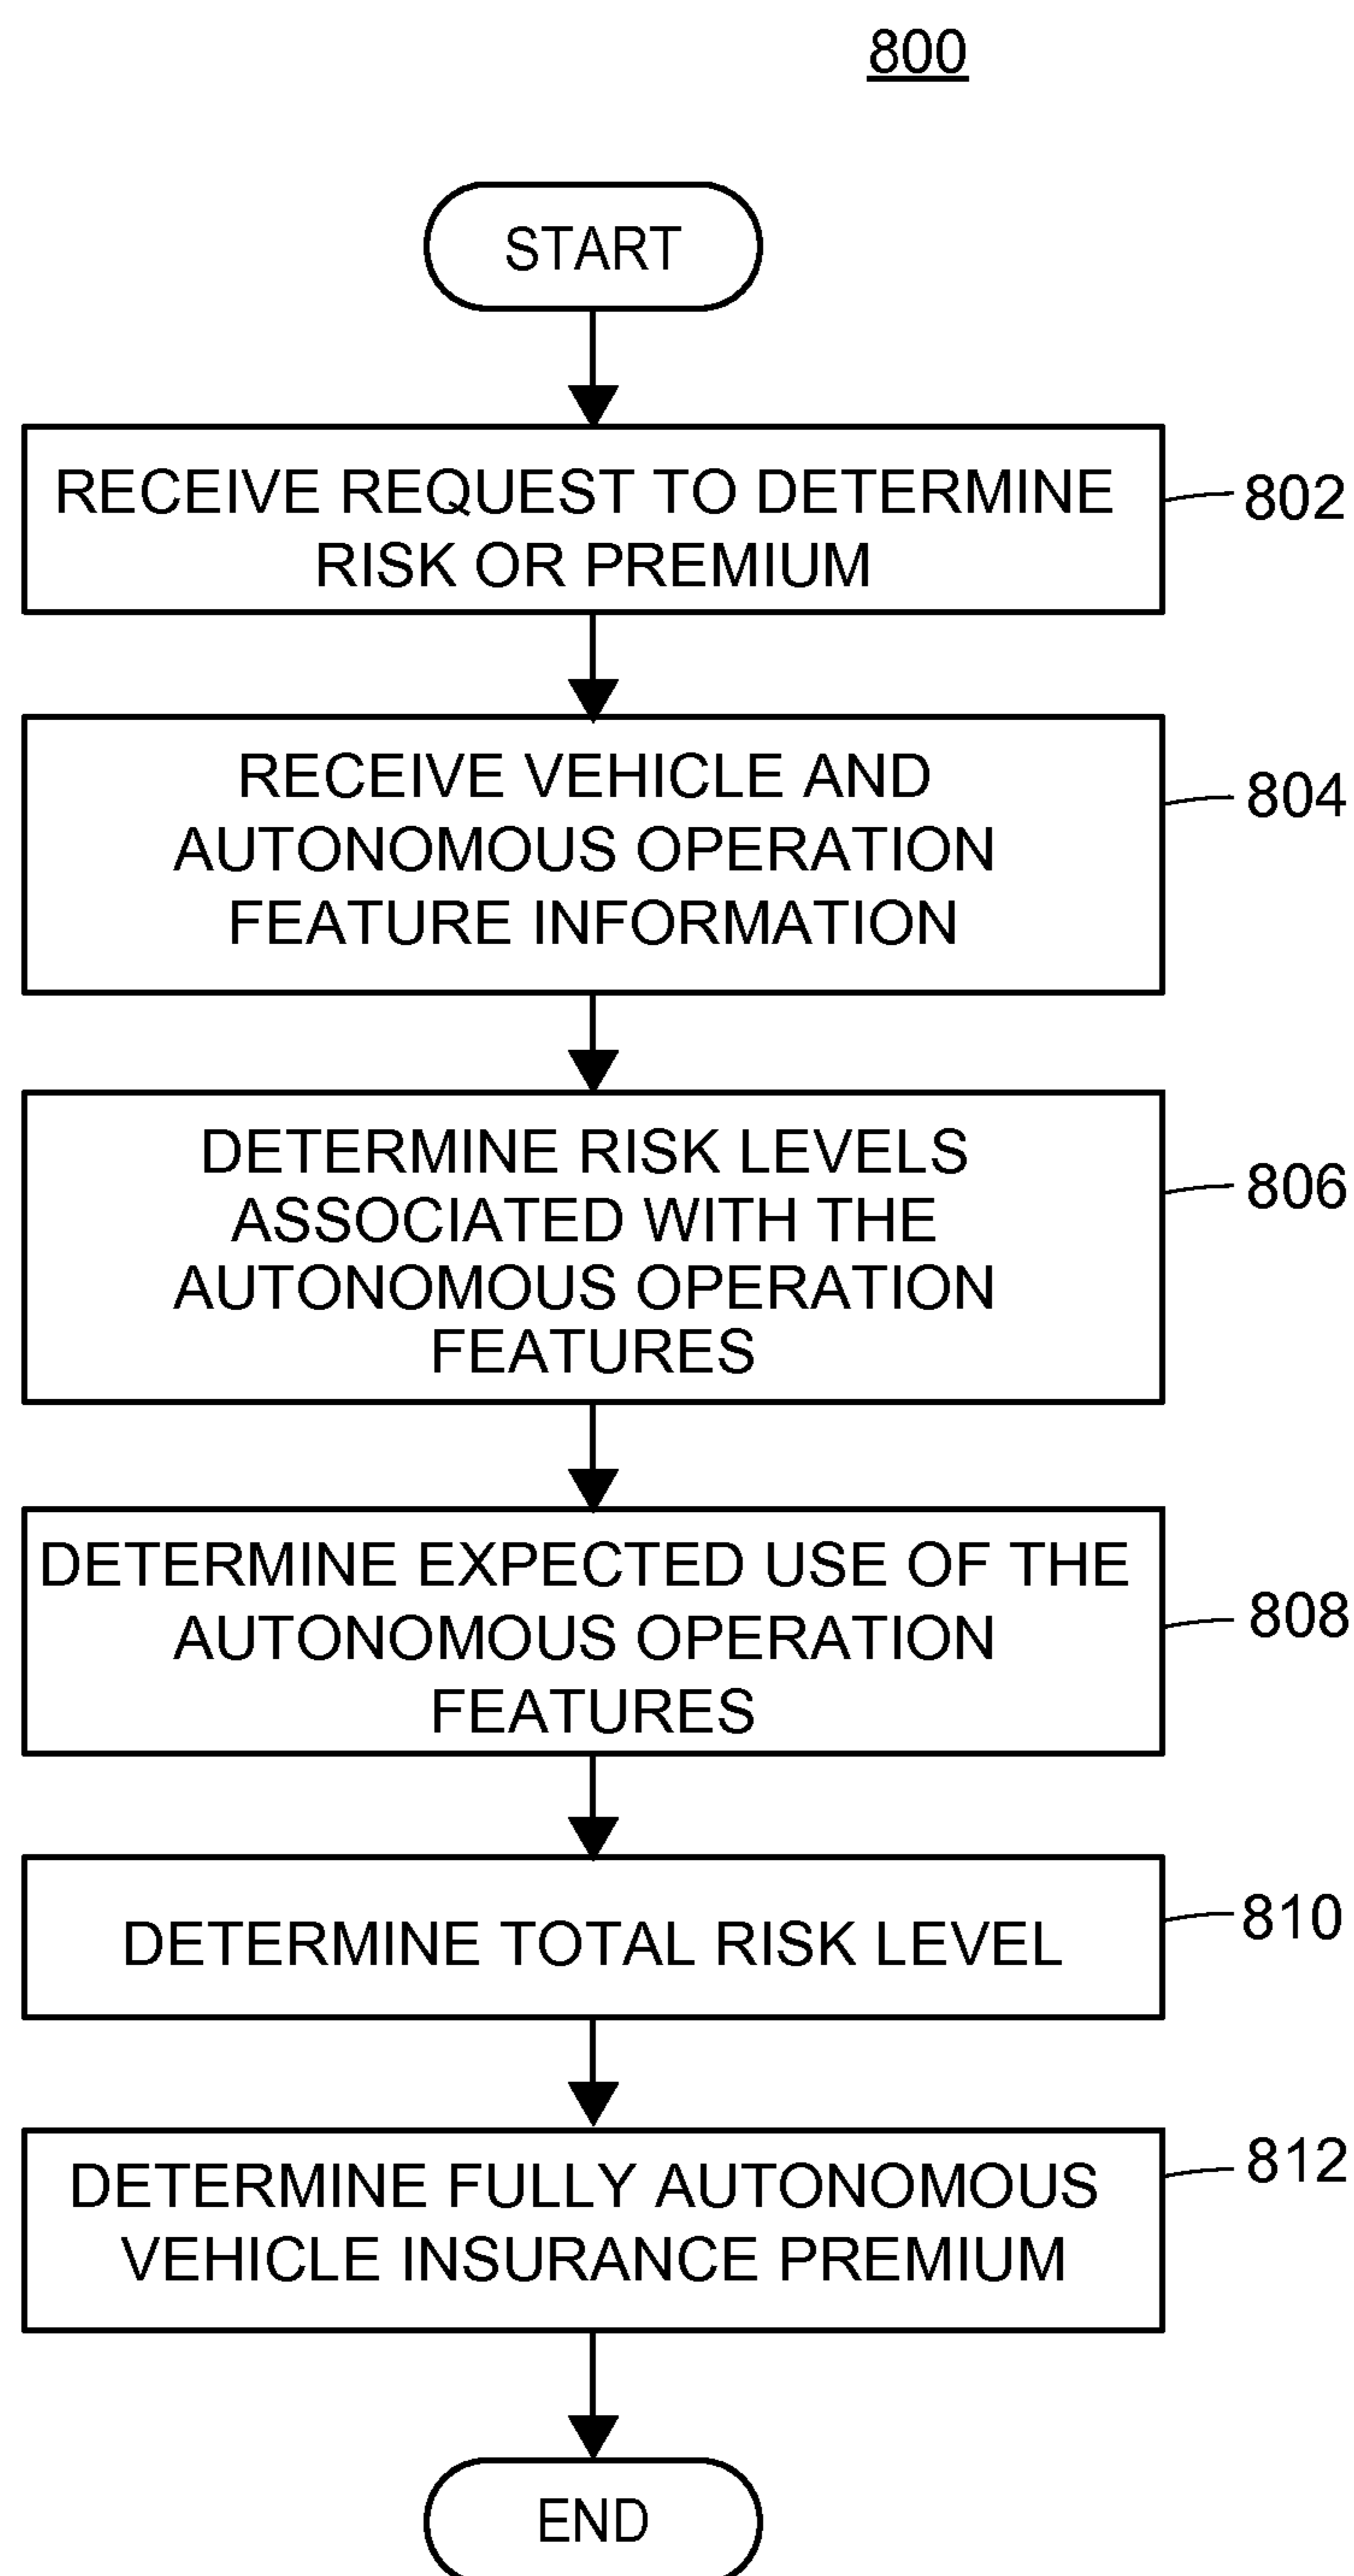 800
START
RECEIVE REQUEST TO DETERMINE
RISK OR PREMIUM
802
RECEIVE VEHICLE AND
AUTONOMOUS OPERATION
FEATURE INFORMATION
804
DETERMINE RISK LEVELS
ASSOCIATED WITH THE
AUTONOMOUS OPERATION
FEATURES
806
DETERMINE EXPECTED USE OF THE
AUTONOMOUS OPERATION
FEATURES
808
DETERMINE TOTAL RISK LEVEL
810
DETERMINE FULLY AUTONOMOUS
VEHICLE INSURANCE PREMIUM
812
END